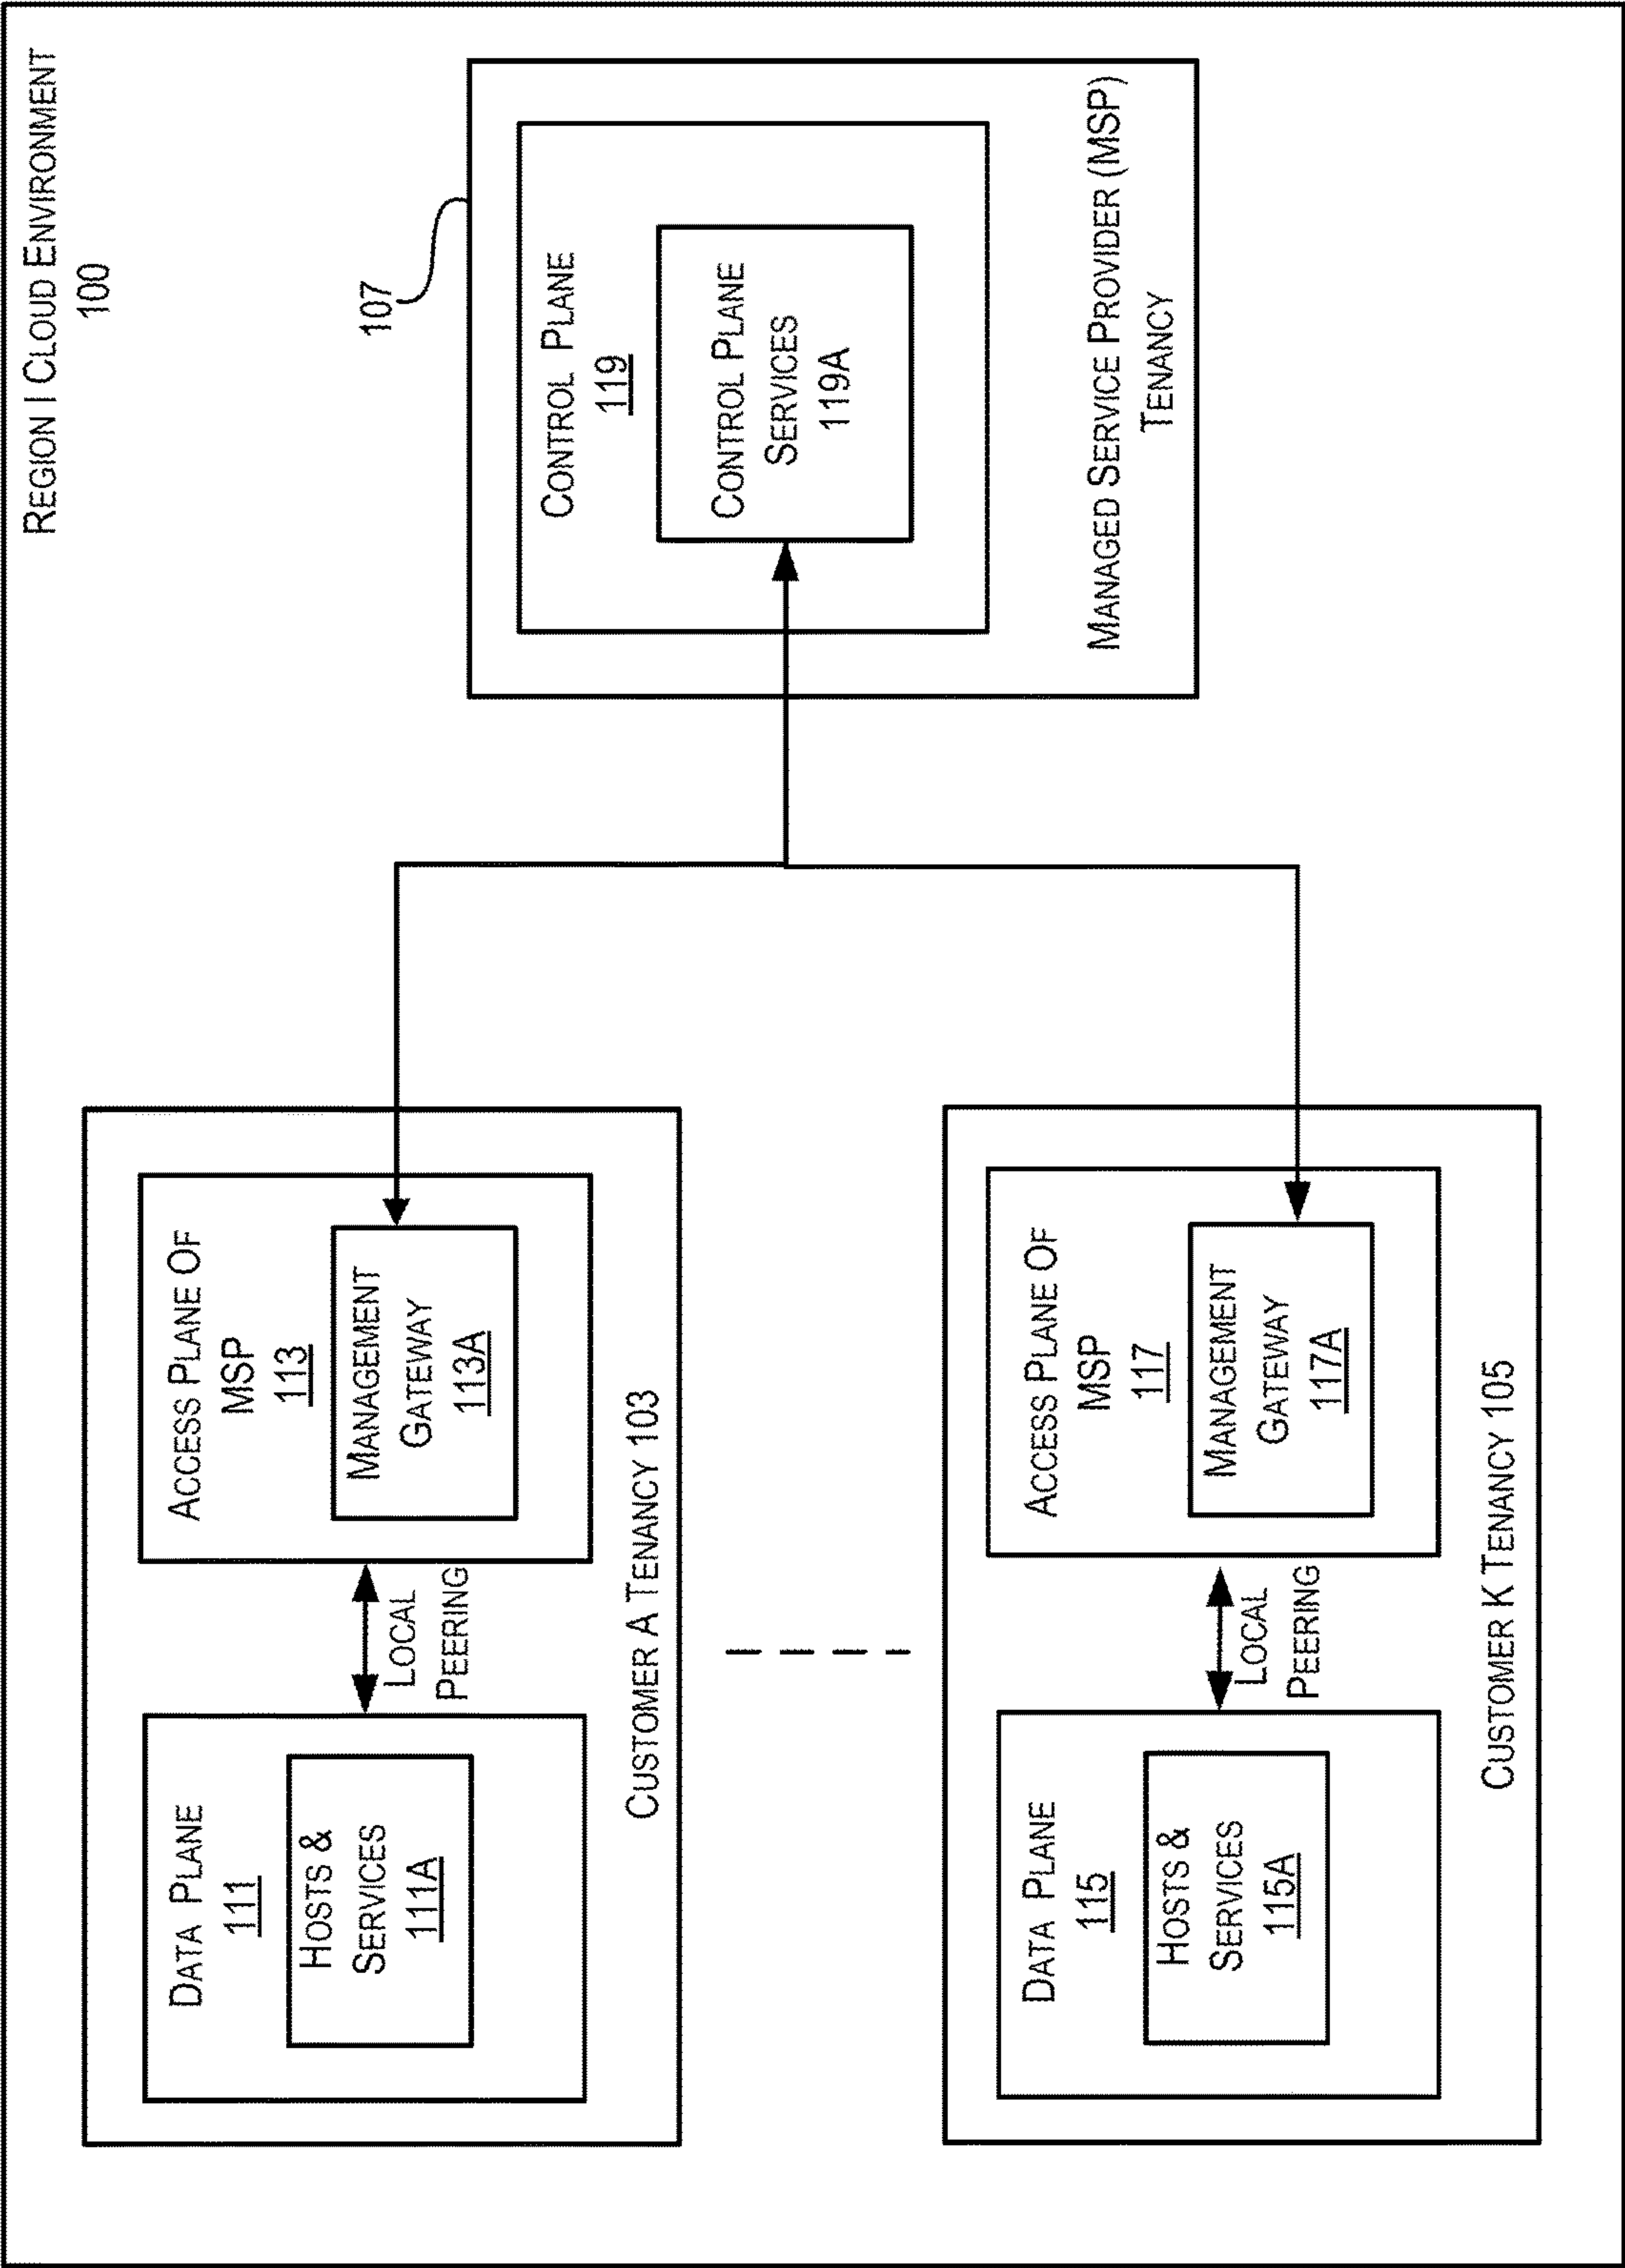 REGION I CLOUD ENVIRONMENT
100
DATA PLANE
111
HOSTS &
SERVICES
111A
LOCAL
PEERING
ACCESS PLANE OF
MSP
113
MANAGEMENT
GATEWAY
113A
CUSTOMER A TENANCY 103
107
CONTROL PLANE
119
CONTROL PLANE
SERVICES
119A
MANAGED SERVICE PROVIDER (MSP)
TENANCY
DATA PLANE
115
HOSTS &
SERVICES
115A
LOCAL
PEERING
ACCESS PLANE OF
MSP
117
MANAGEMENT
GATEWAY
117A
CUSTOMER K TENANCY 105